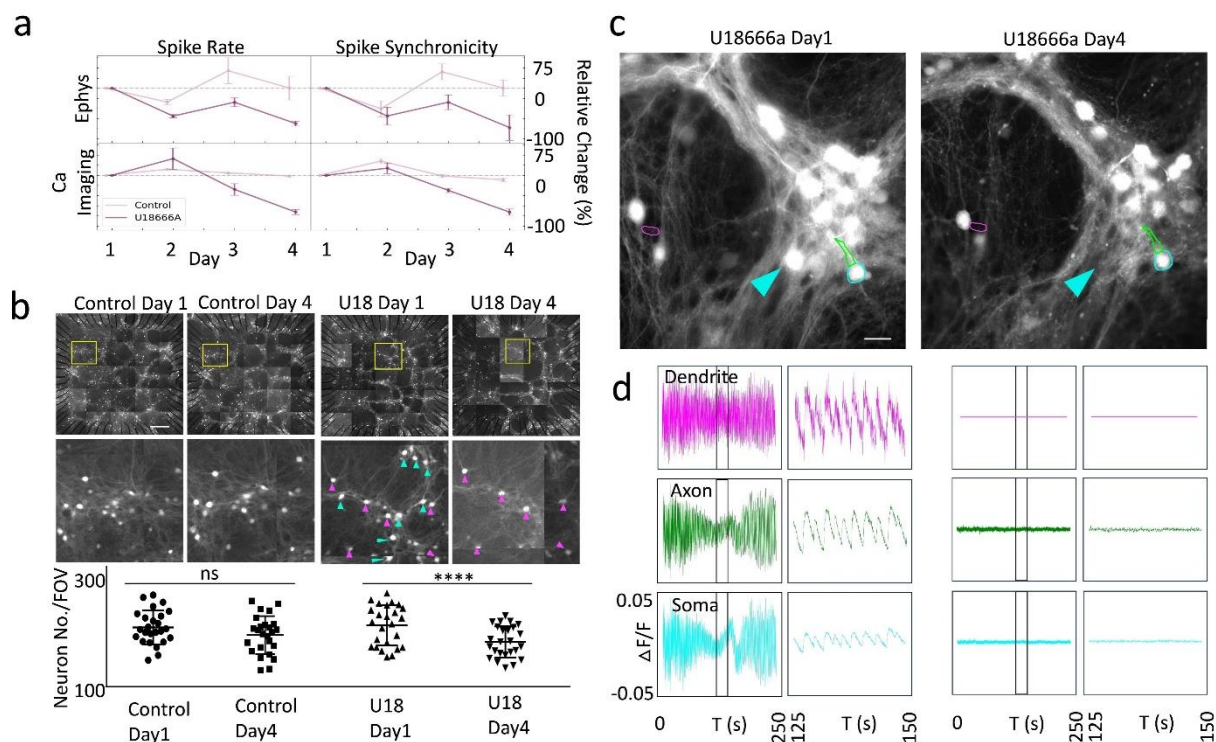 a
Spike Rate
Spike Synchronicity
Ephys
75
0
-100
Ca
Imaging
75
0
-100
Relative Change (%)
Control
U18666A
1 2 3 4 1 2 3 4
Day Day
b
Control Day 1
Control Day 4
U18 Day 1
U18 Day 4
Neuron No./FOV
300
100
ns
****
Control
Day1
Control
Day4
U18
Day1
U18
Day4
c
U18666a Day1
U18666a Day4
d
Dendrite
Axon
Soma
0.05
ΔF/F
-0.05
0 T (s) 250
125 T (s) 150
0 T (s) 250
125 T (s) 150